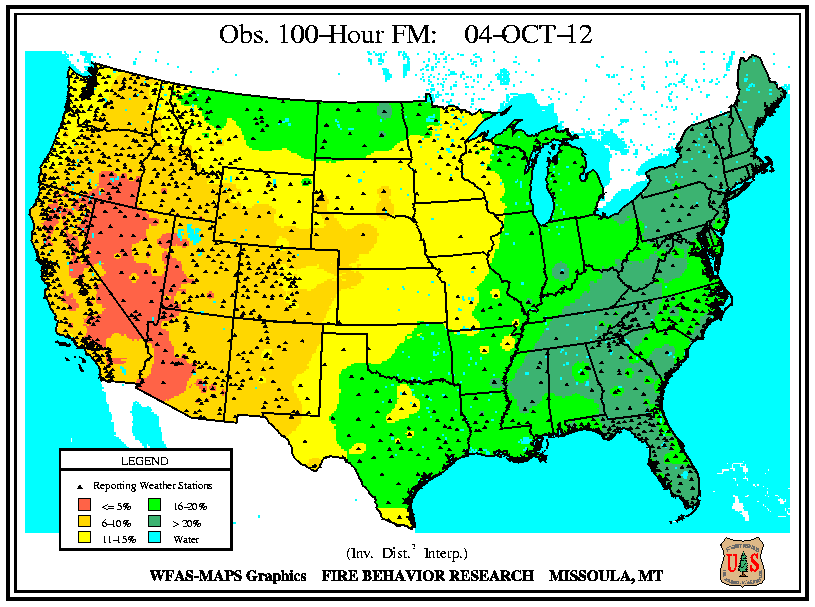 Obs. 100-Hour FM: 04-OCT-12
LEGEND
Reporting Weather Stations
<= 5%
16-20%
6-10%
> 20%
11-15%
Water
(Inv. Dist.² Interp.)
WFAS-MAPS Graphics FIRE BEHAVIOR RESEARCH MISSOULA, MT
U S